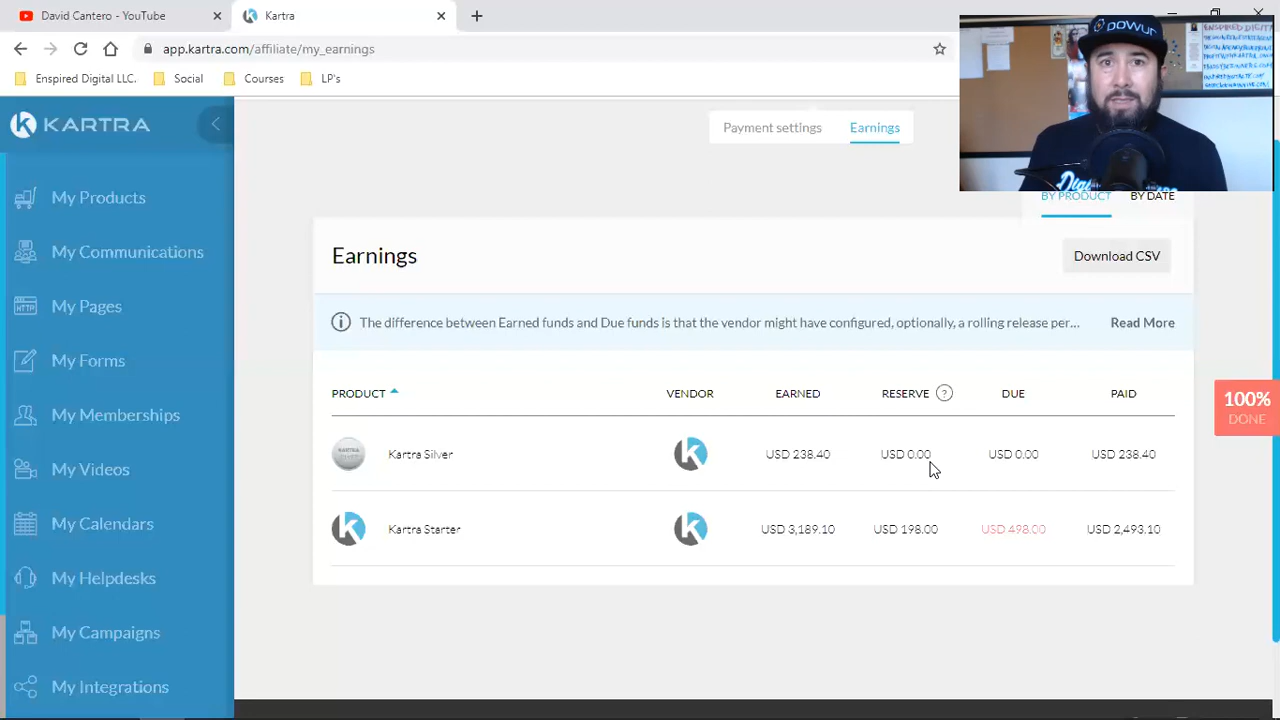 David Cantero - YouTube
Kartra
app.kartra.com/affiliate/my_earnings
Enspired Digital LLC.
Social
Courses
LP's
KARTRA
My Products
My Communications
My Pages
My Forms
My Memberships
My Videos
My Calendars
My Helpdesks
My Campaigns
My Integrations
Payment settings
Earnings
BY PRODUCT
BY DATE
Earnings
Download CSV
The difference between Earned funds and Due funds is that the vendor might have configured, optionally, a rolling release per...
Read More
PRODUCT VENDOR EARNED RESERVE ? DUE PAID
Kartra Silver USD 238.40 USD 0.00 USD 0.00 USD 238.40
Kartra Starter USD 3,189.10 USD 198.00 USD 498.00 USD 2,493.10
100%
DONE
powur